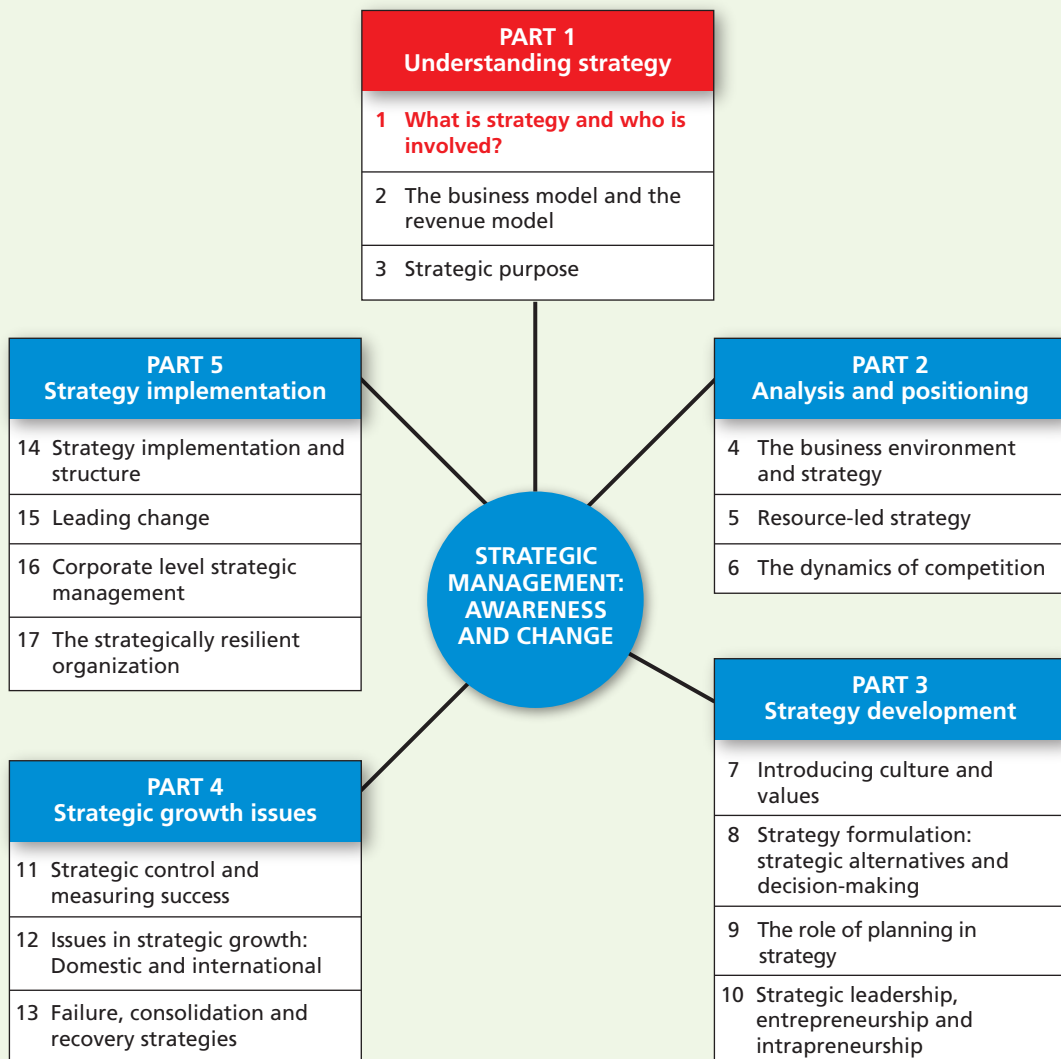 PART 1
Understanding strategy
1 What is strategy and who is
involved?
2 The business model and the
revenue model
3 Strategic purpose
PART 5
Strategy implementation
14 Strategy implementation and
structure
15 Leading change
16 Corporate level strategic
management
17 The strategically resilient
organization
PART 2
Analysis and positioning
4 The business environment
and strategy
5 Resource-led strategy
6 The dynamics of competition
STRATEGIC
MANAGEMENT:
AWARENESS
AND CHANGE
PART 4
Strategic growth issues
11 Strategic control and
measuring success
12 Issues in strategic growth:
Domestic and international
13 Failure, consolidation and
recovery strategies
PART 3
Strategy development
7 Introducing culture and
values
8 Strategy formulation:
strategic alternatives and
decision-making
9 The role of planning in
strategy
10 Strategic leadership,
entrepreneurship and
intrapreneurship